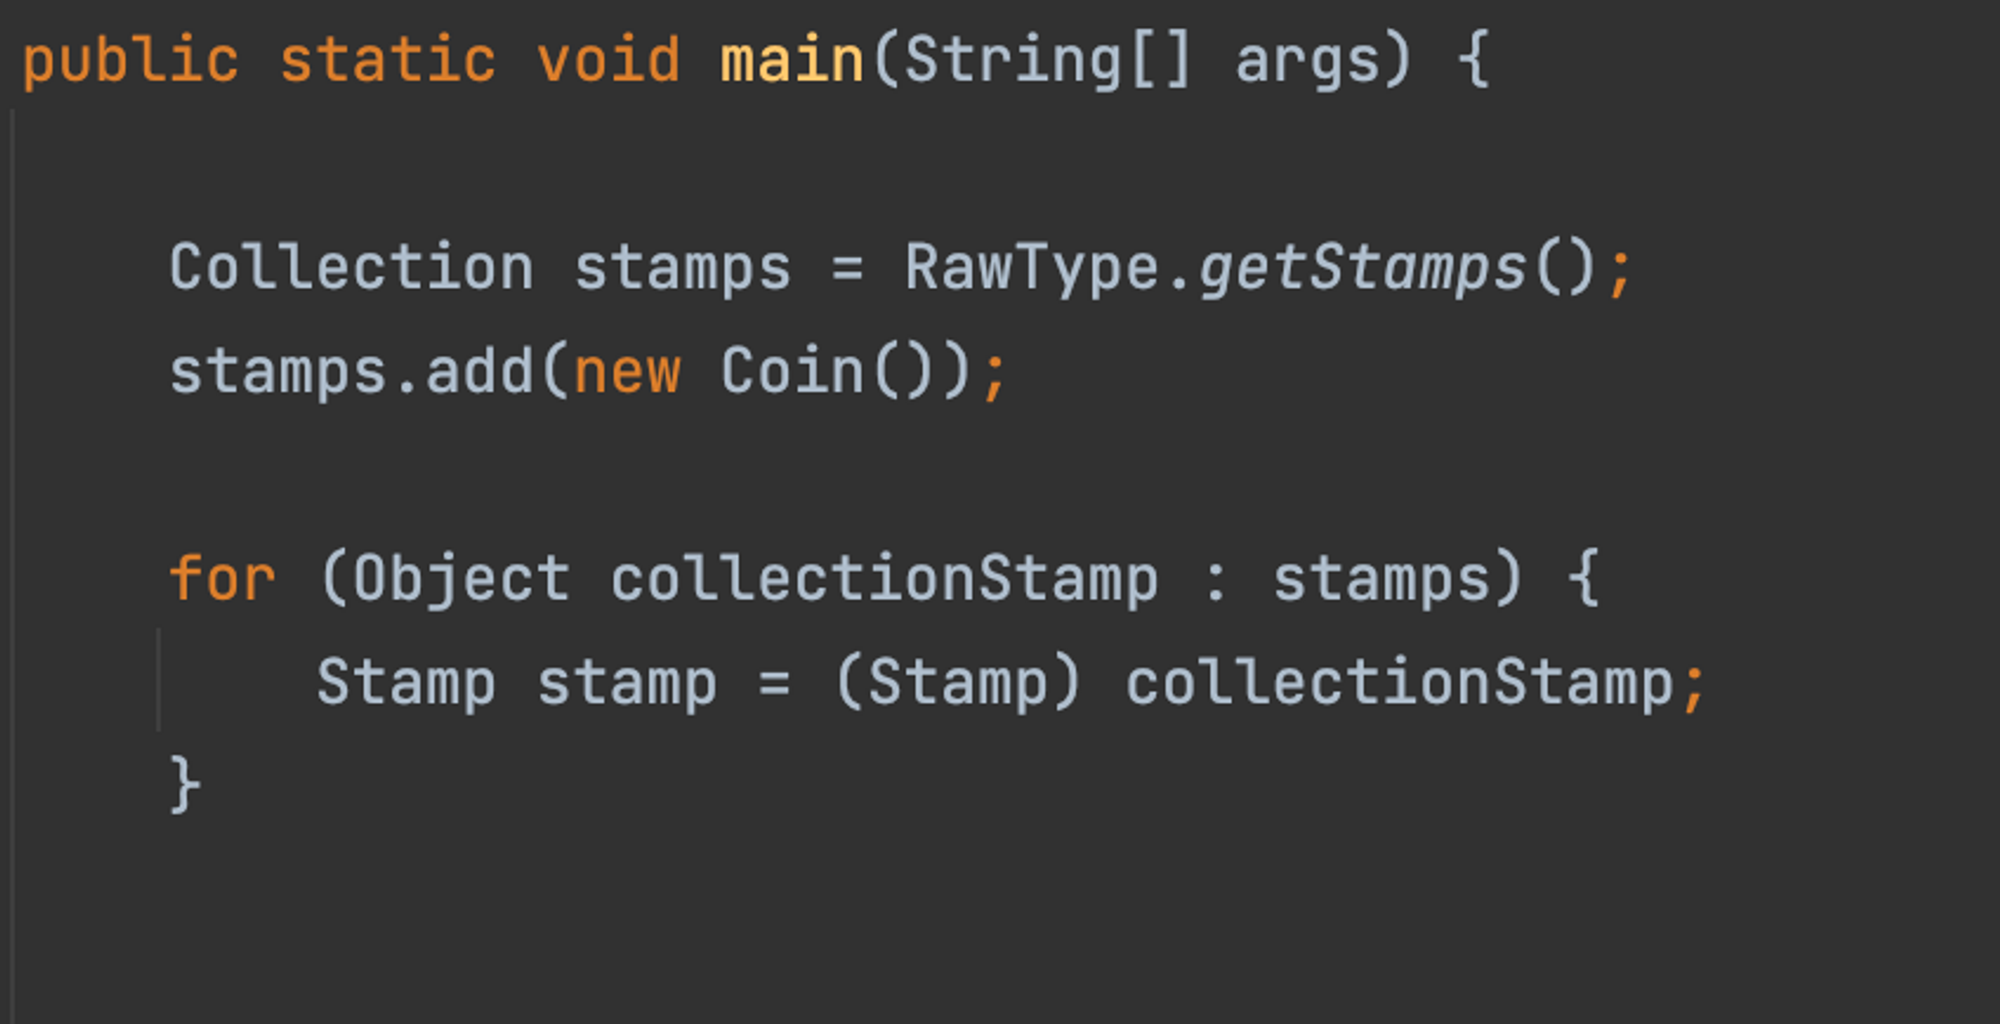 public static void main(String[] args) {
Collection stamps = RawType.getStamps();
stamps.add(new Coin());
for (Object collectionStamp : stamps) {
Stamp stamp = (Stamp) collectionStamp;
}